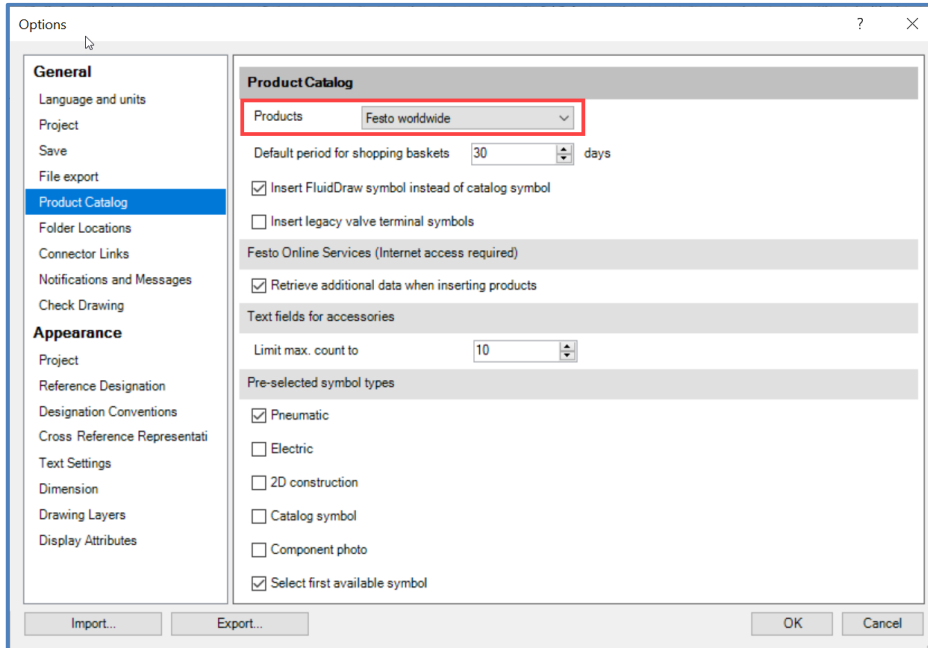 Options
General
Language and units
Project
Save
File export
Product Catalog
Folder Locations
Connector Links
Notifications and Messages
Check Drawing
Appearance
Project
Reference Designation
Designation Conventions
Cross Reference Representati
Text Settings
Dimension
Drawing Layers
Display Attributes
Product Catalog
Products Festo worldwide
Default period for shopping baskets 30 days
Insert FluidDraw symbol instead of catalog symbol
Insert legacy valve terminal symbols
Festo Online Services (Internet access required)
Retrieve additional data when inserting products
Text fields for accessories
Limit max. count to 10
Pre-selected symbol types
Pneumatic
Electric
2D construction
Catalog symbol
Component photo
Select first available symbol
Import... Export... OK Cancel